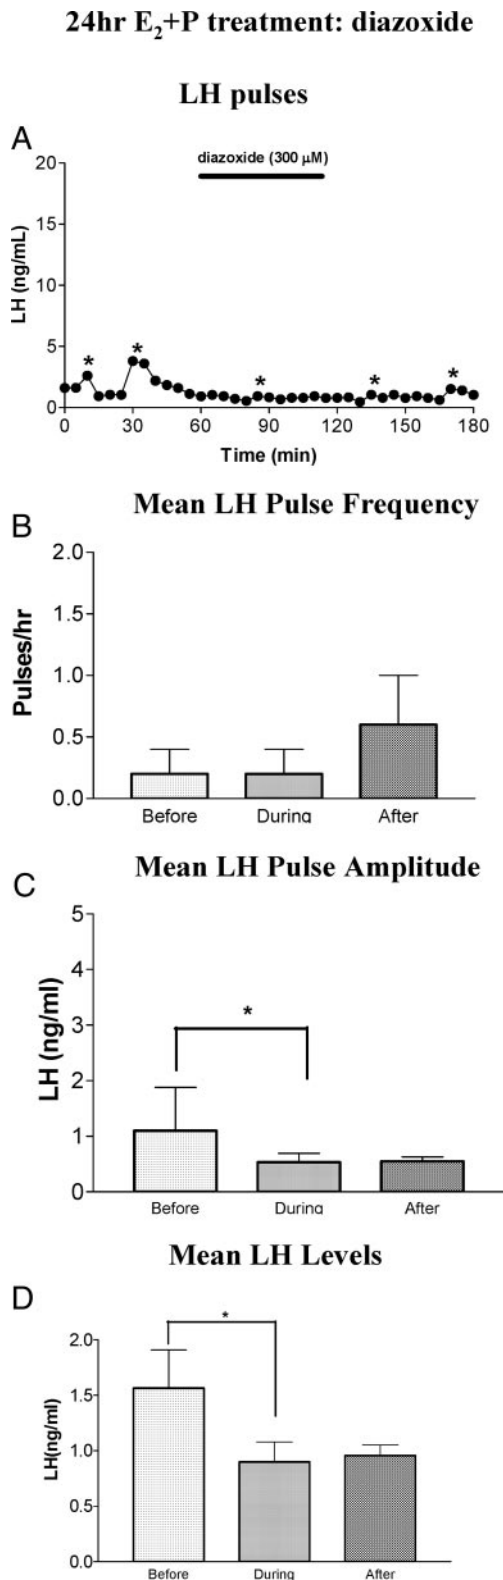 24hr E₂+P treatment: diazoxide
LH pulses
A
diazoxide (300 µM)
20
15
10
5
0
LH (ng/mL)
*
*
*
*
*
0 30 60 90 120 150 180
Time (min)
Mean LH Pulse Frequency
B
2.0
1.5
1.0
0.5
0.0
Pulses/hr
Before During After
Mean LH Pulse Amplitude
C
5
4
3
2
1
0
LH (ng/ml)
*
Before During After
Mean LH Levels
D
2.0
1.5
1.0
0.5
0.0
LH(ng/ml)
*
Before During After